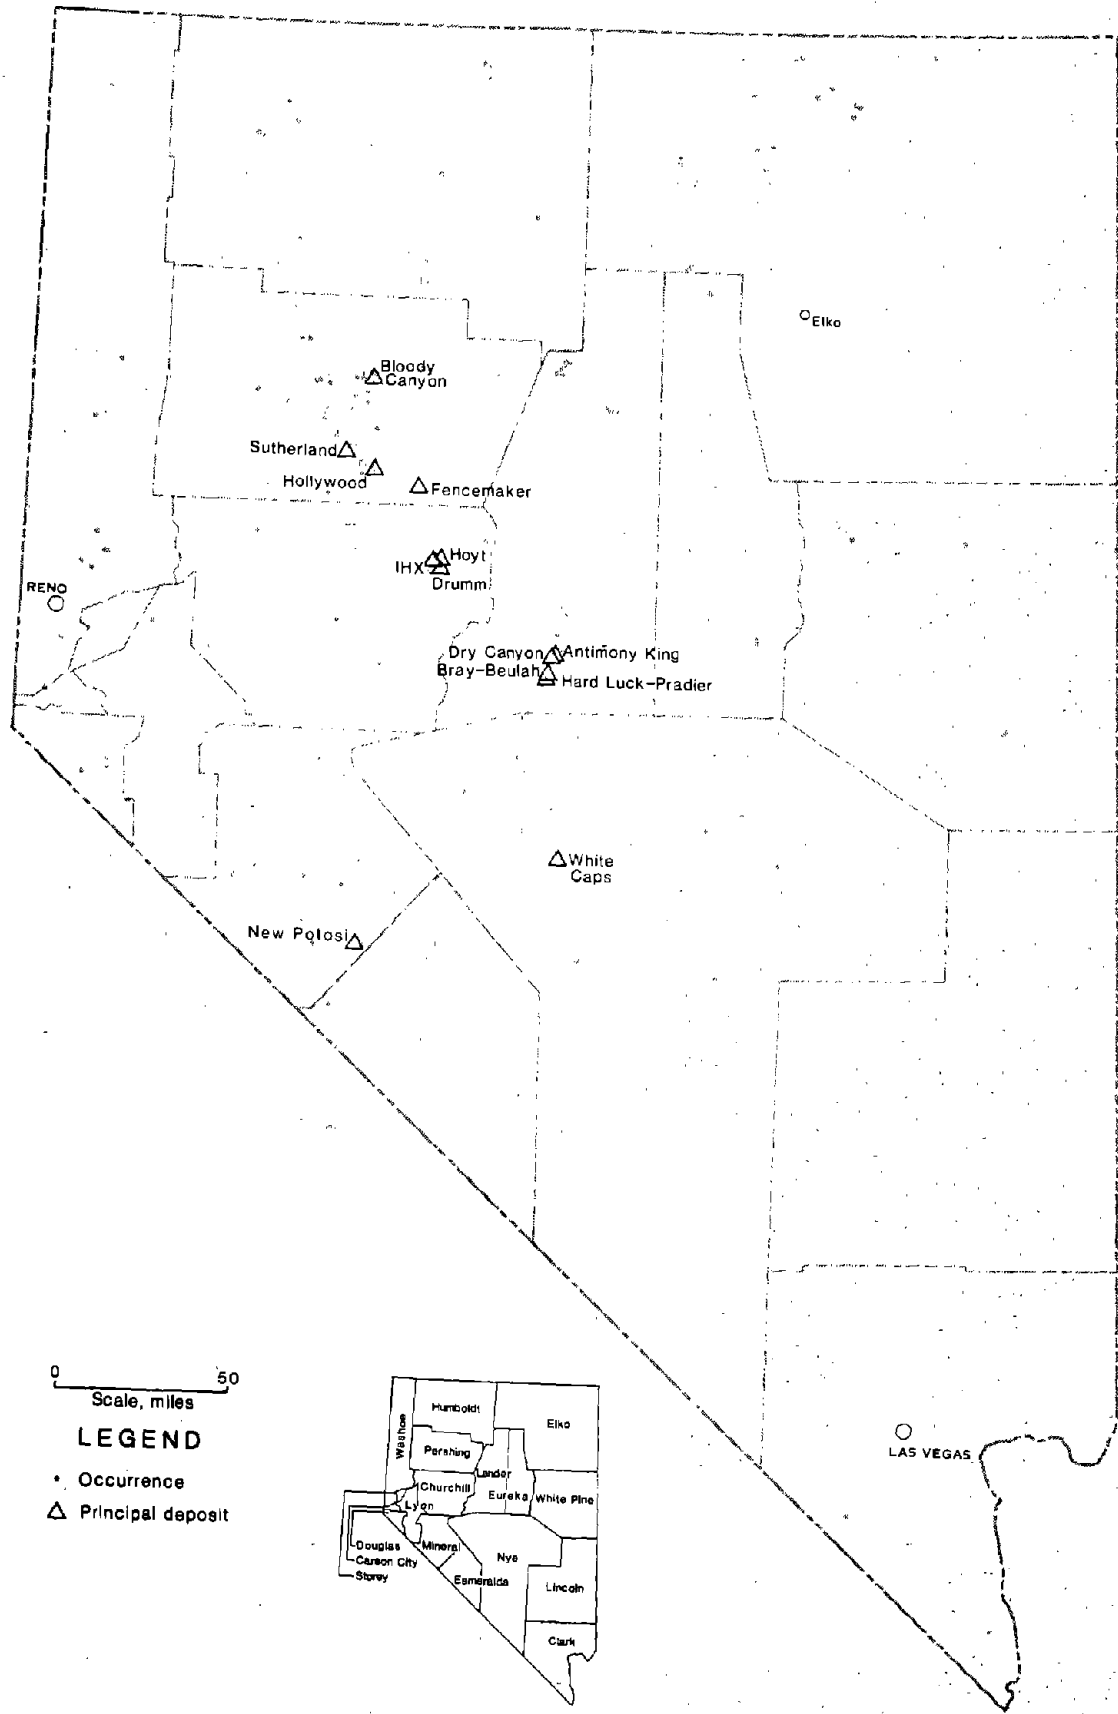 Elko
Bloody
Canyon
Sutherland
Hollywood
Fencemaker
Hoyt
IHX
Drumm
RENO
Dry Canyon
Antimony King
Bray-Beulah
Hard Luck-Pradier
White
Caps
New Potosi
0 50
Scale, miles
LEGEND
Occurrence
Principal deposit
LAS VEGAS
Humboldt
Elko
Washoe
Pershing
Lander
Churchill
Eureka
White Pine
Lyon
Douglas
Carson City
Storey
Mineral
Nye
Esmeralda
Lincoln
Clark